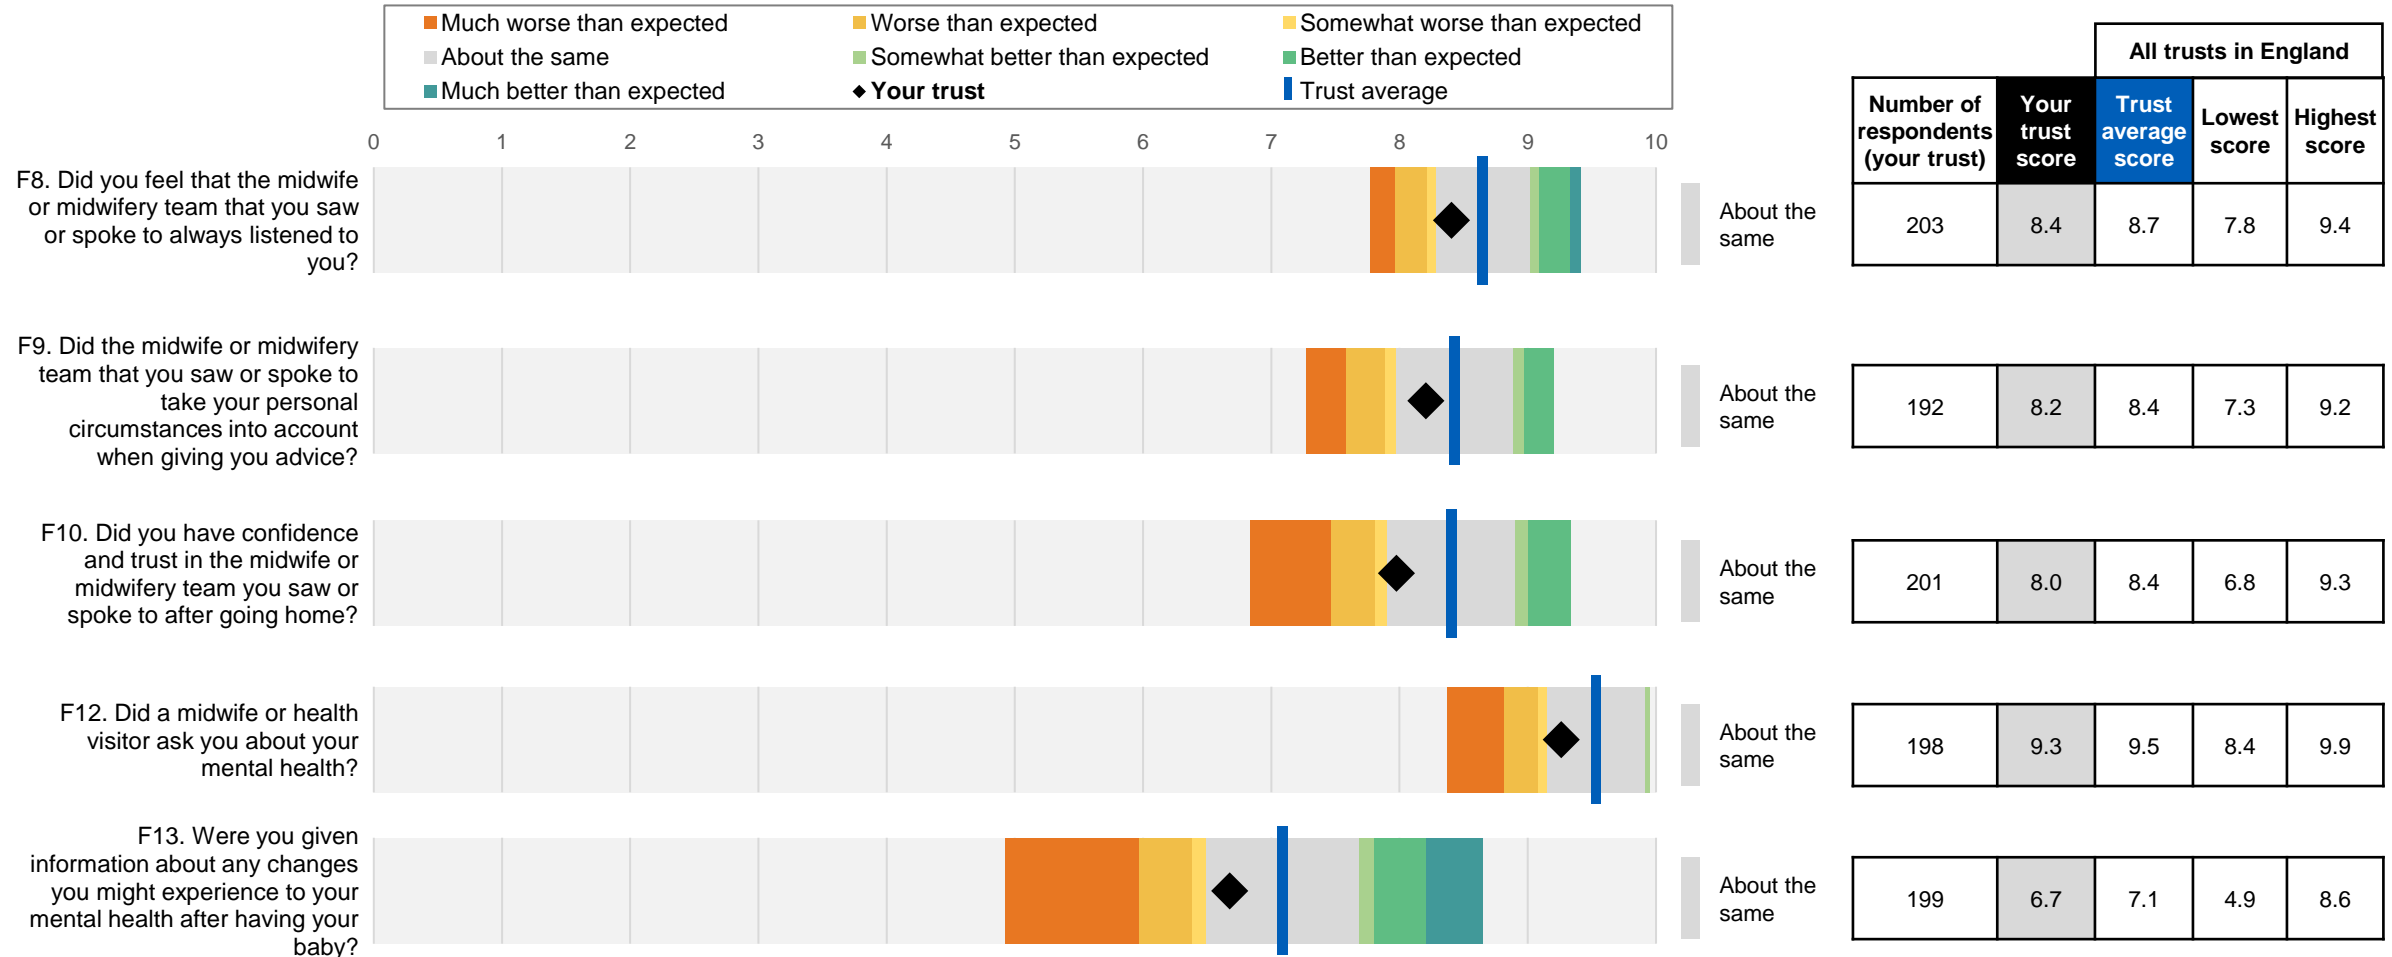 Much worse than expected
Worse than expected
Somewhat worse than expected
About the same
Somewhat better than expected
Better than expected
Much better than expected
Your trust
Trust average
All trusts in England
Number of
respondents
(your trust)
Your
trust
score
Trust
average
score
Lowest
score
Highest
score
0 1 2 3 4 5 6 7 8 9 10
F8. Did you feel that the midwife
or midwifery team that you saw
or spoke to always listened to
you?
About the
same
203 8.4 8.7 7.8 9.4
F9. Did the midwife or midwifery
team that you saw or spoke to
take your personal
circumstances into account
when giving you advice?
About the
same
192 8.2 8.4 7.3 9.2
F10. Did you have confidence
and trust in the midwife or
midwifery team you saw or
spoke to after going home?
About the
same
201 8.0 8.4 6.8 9.3
F12. Did a midwife or health
visitor ask you about your
mental health?
About the
same
198 9.3 9.5 8.4 9.9
F13. Were you given
information about any changes
you might experience to your
mental health after having your
baby?
About the
same
199 6.7 7.1 4.9 8.6